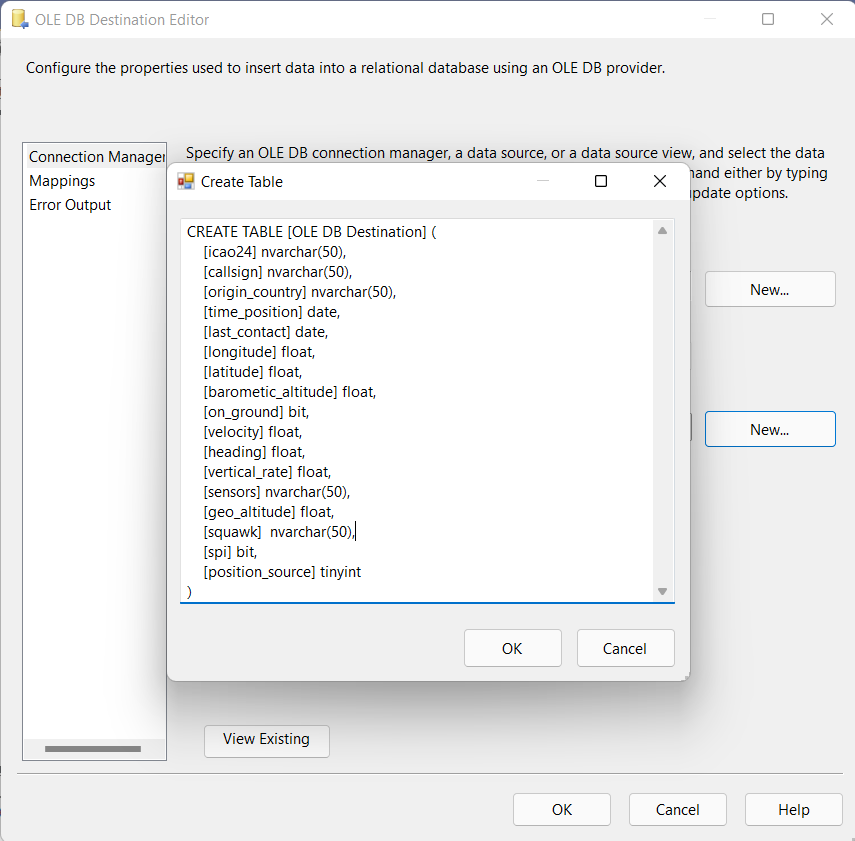 OLE DB Destination Editor
Configure the properties used to insert data into a relational database using an OLE DB provider.
Connection Manager
Mappings
Error Output
Specify an OLE DB connection manager, a data source, or a data source view, and select the data
mand either by typing
update options.
Create Table
CREATE TABLE [OLE DB Destination] (
[icao24] nvarchar(50),
[callsign] nvarchar(50),
[origin_country] nvarchar(50),
[time_position] date,
[last_contact] date,
[longitude] float,
[latitude] float,
[barometic_altitude] float,
[on_ground] bit,
[velocity] float,
[heading] float,
[vertical_rate] float,
[sensors] nvarchar(50),
[geo_altitude] float,
[squawk]  nvarchar(50),
[spi] bit,
[position_source] tinyint
)
OK
Cancel
New...
New...
View Existing
OK
Cancel
Help